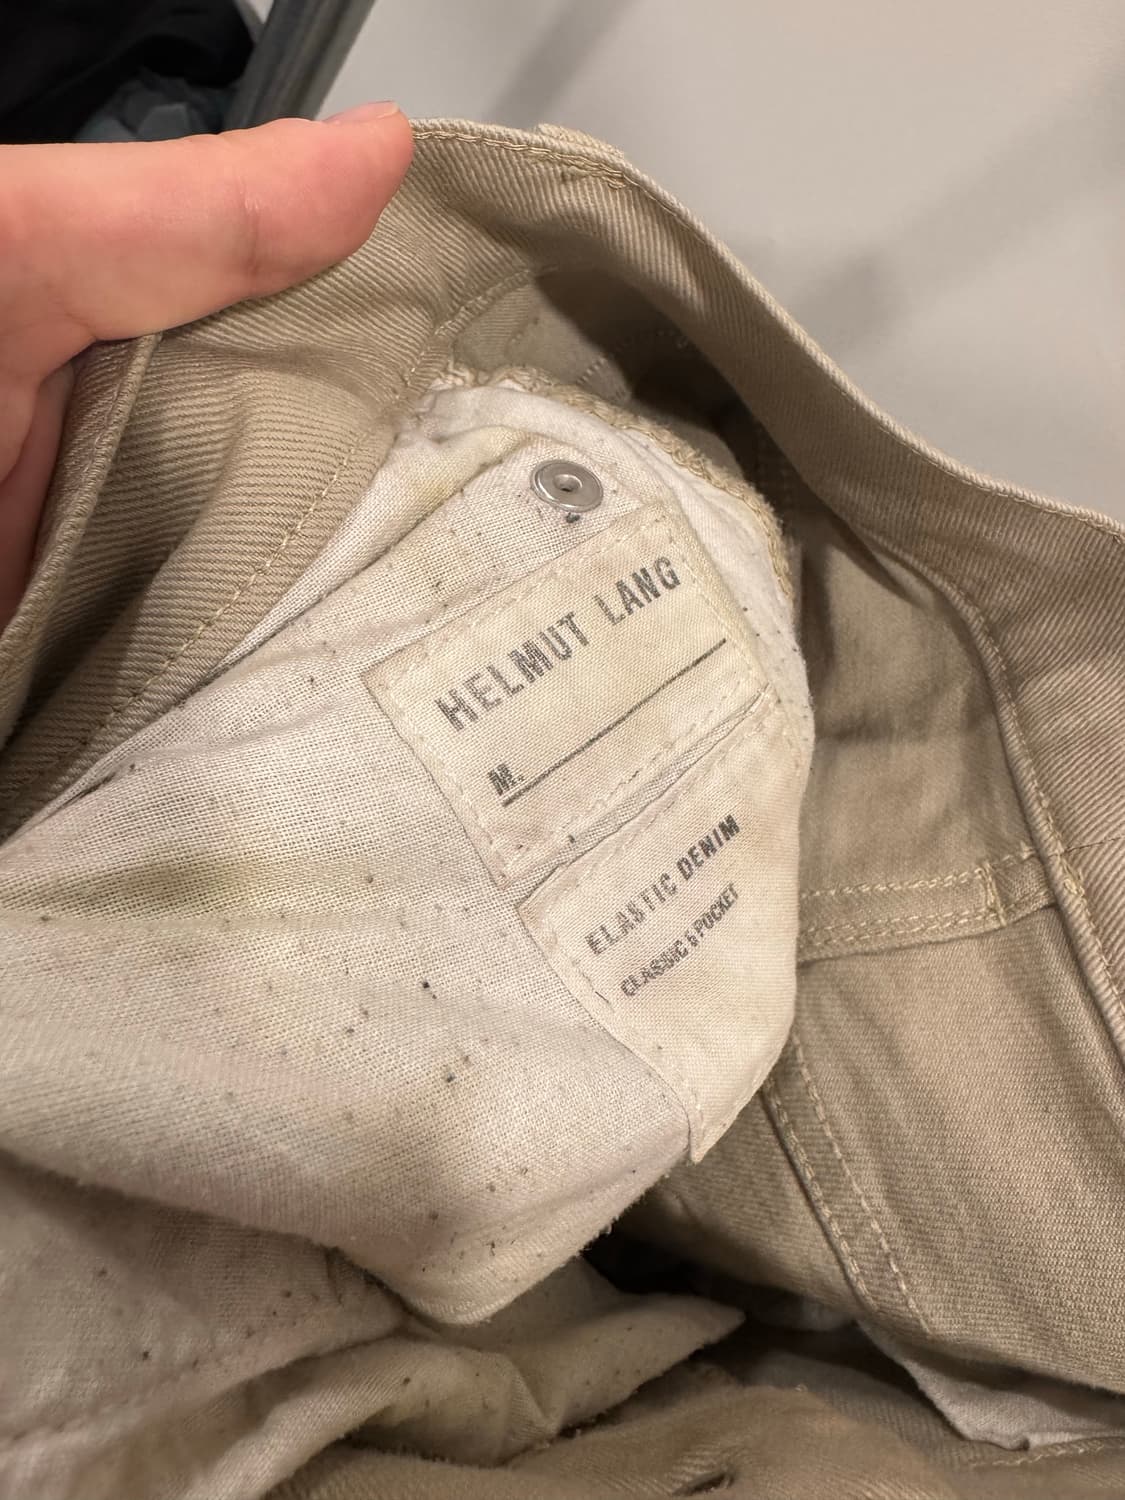 HELMUT LANG
M.
ELASTIC DENIM
CLASSIC 5 POCKET